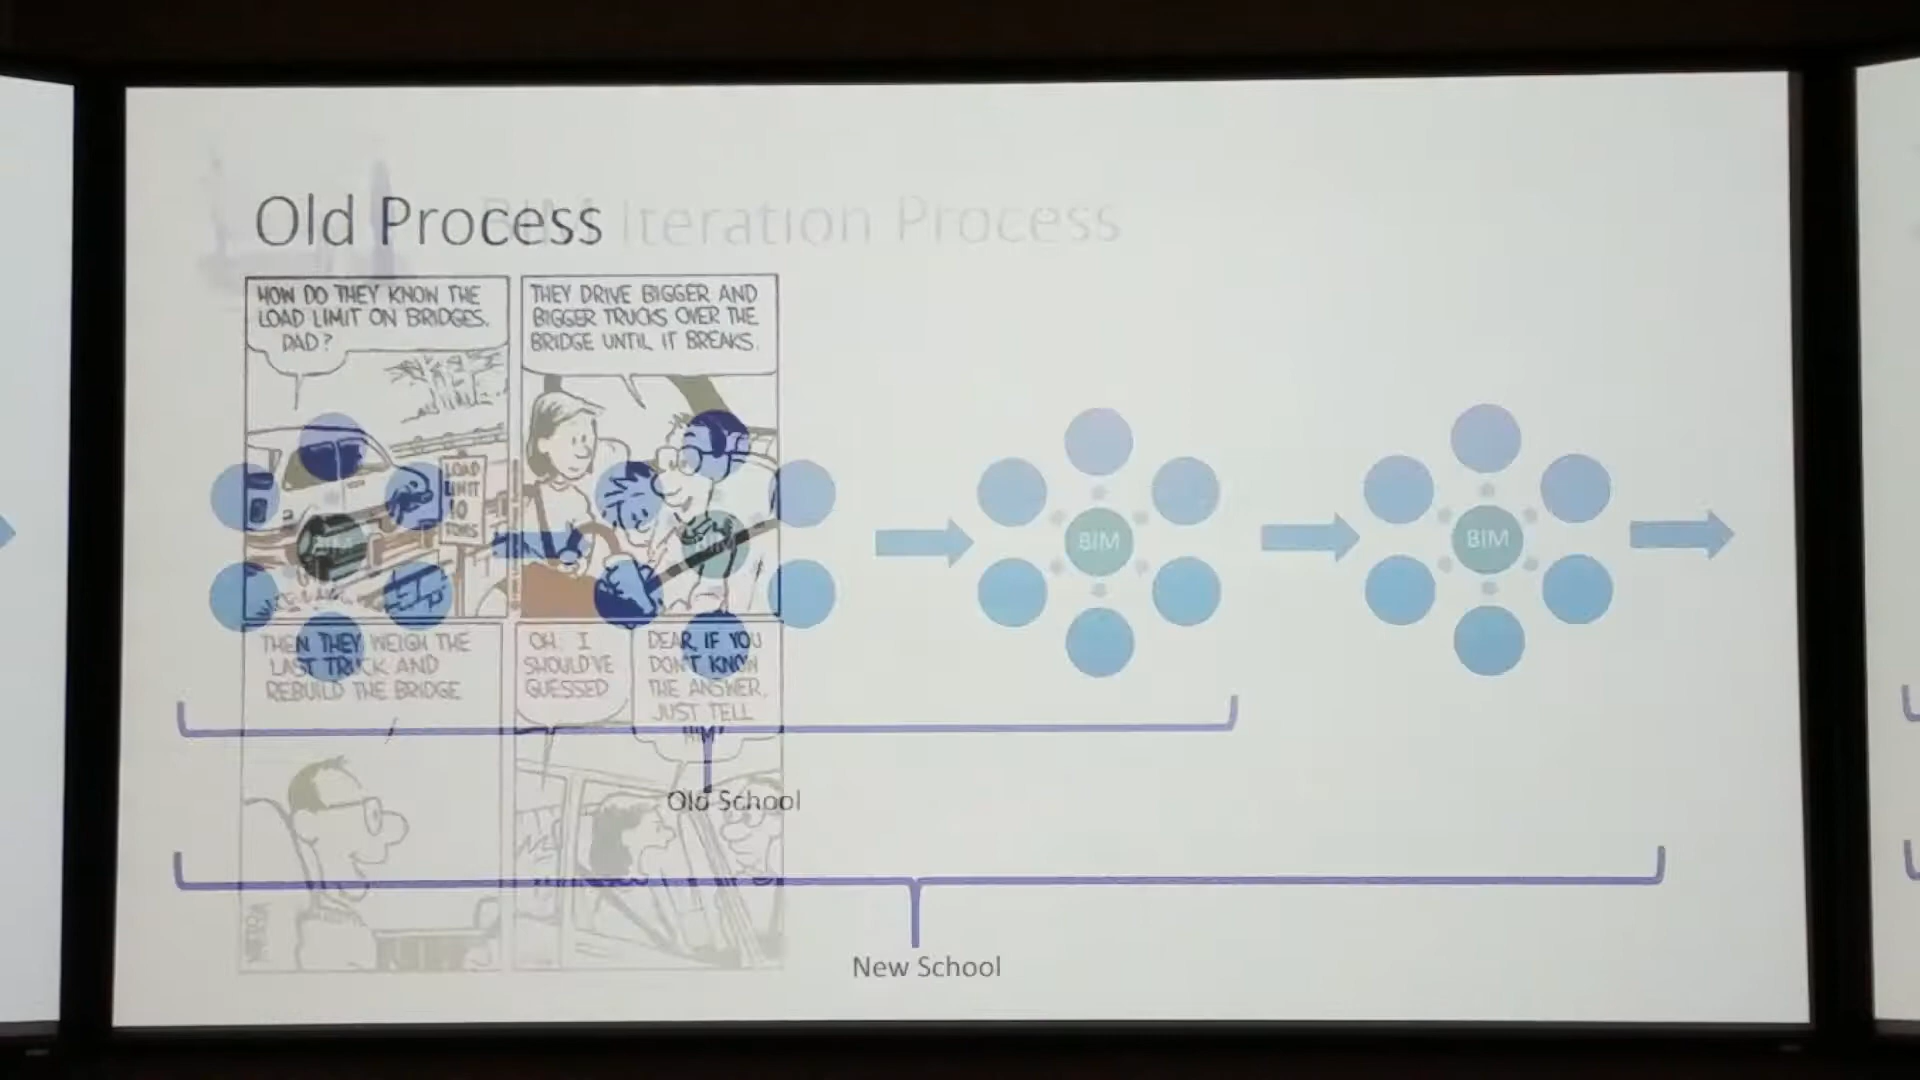 Old Process
BIM Iteration Process
HOW DO THEY KNOW THE
LOAD LIMIT ON BRIDGES,
DAD?
THEY DRIVE BIGGER AND
BIGGER TRUCKS OVER THE
BRIDGE UNTIL IT BREAKS.
LOAD
LIMIT
10
TONS
BIM
BIM
BIM
BIM
THEN THEY WEIGH THE
LAST TRUCK AND
REBUILD THE BRIDGE
OH. I
SHOULD'VE
GUESSED
DEAR, IF YOU
DON'T KNOW
THE ANSWER,
JUST TELL
HIM
Old School
New School